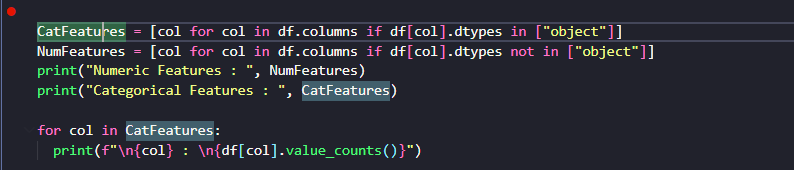 CatFeatures = [col for col in df.columns if df[col].dtypes in ["object"]]
NumFeatures = [col for col in df.columns if df[col].dtypes not in ["object"]]
print("Numeric Features : ", NumFeatures)
print("Categorical Features : ", CatFeatures)
for col in CatFeatures:
  print(f"\n{col} : \n{df[col].value_counts()}")